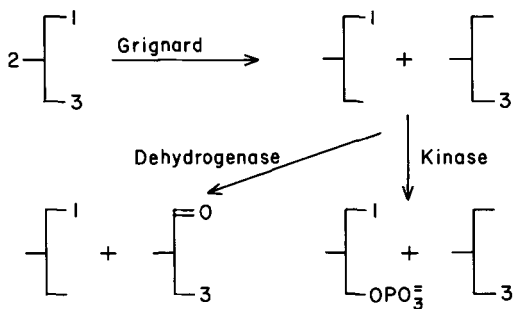 1
2
3
Grignard
1
+
3
Dehydrogenase
Kinase
1
+
O
3
1
+
OPO₃⁼
3